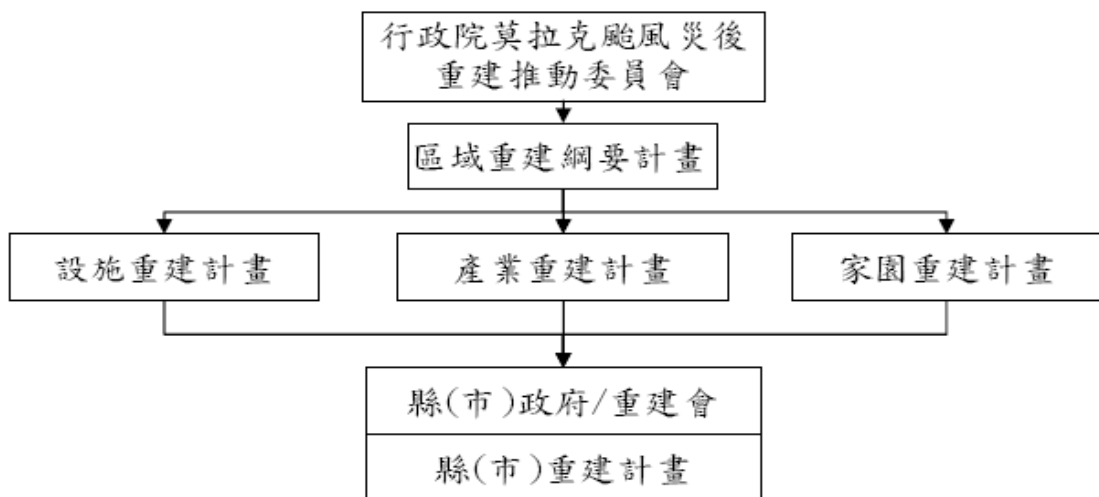 行政院莫拉克颱風災後
重建推動委員會
區域重建綱要計畫
設施重建計畫
產業重建計畫
家園重建計畫
縣(市)政府/重建會
縣(市)重建計畫